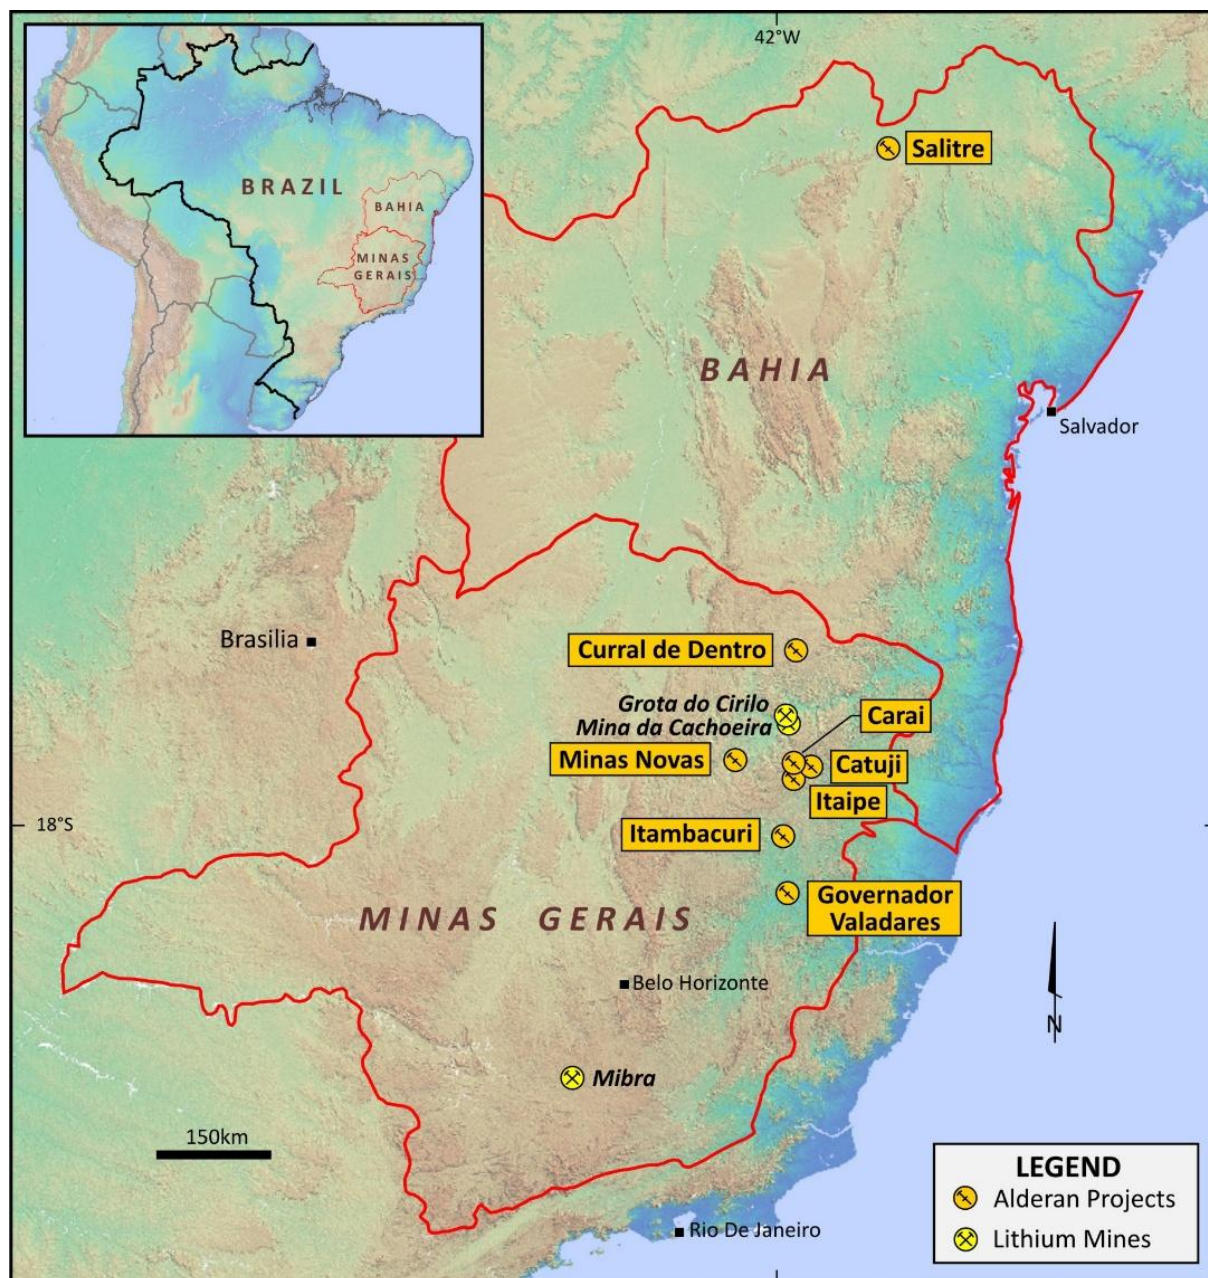 42°W
BRAZIL
BAHIA
MINAS
GERAIS
Salitre
BAHIA
Salvador
Brasilia
Curral de Dentro
Grota do Cirilo
Mina da Cachoeira
Carai
Minas Novas
Catuji
Itaipe
18°S
Itambacuri
Governador
Valadares
MINAS GERAIS
Belo Horizonte
N
Mibra
150km
Rio De Janeiro
LEGEND
Alderan Projects
Lithium Mines